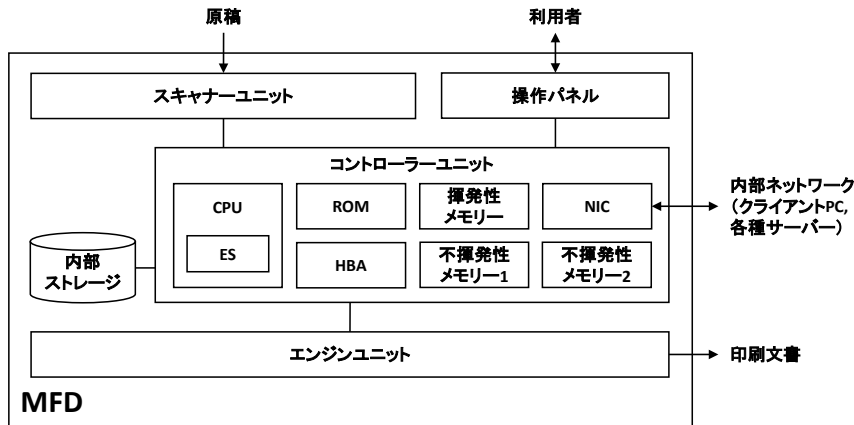 原稿
利用者
スキャナーユニット
操作パネル
コントローラーユニット
CPU
ES
ROM
揮発性
メモリー
NIC
HBA
不揮発性
メモリー1
不揮発性
メモリー2
内部ネットワーク
（クライアントPC,
各種サーバー）
内部
ストレージ
エンジンユニット
印刷文書
MFD